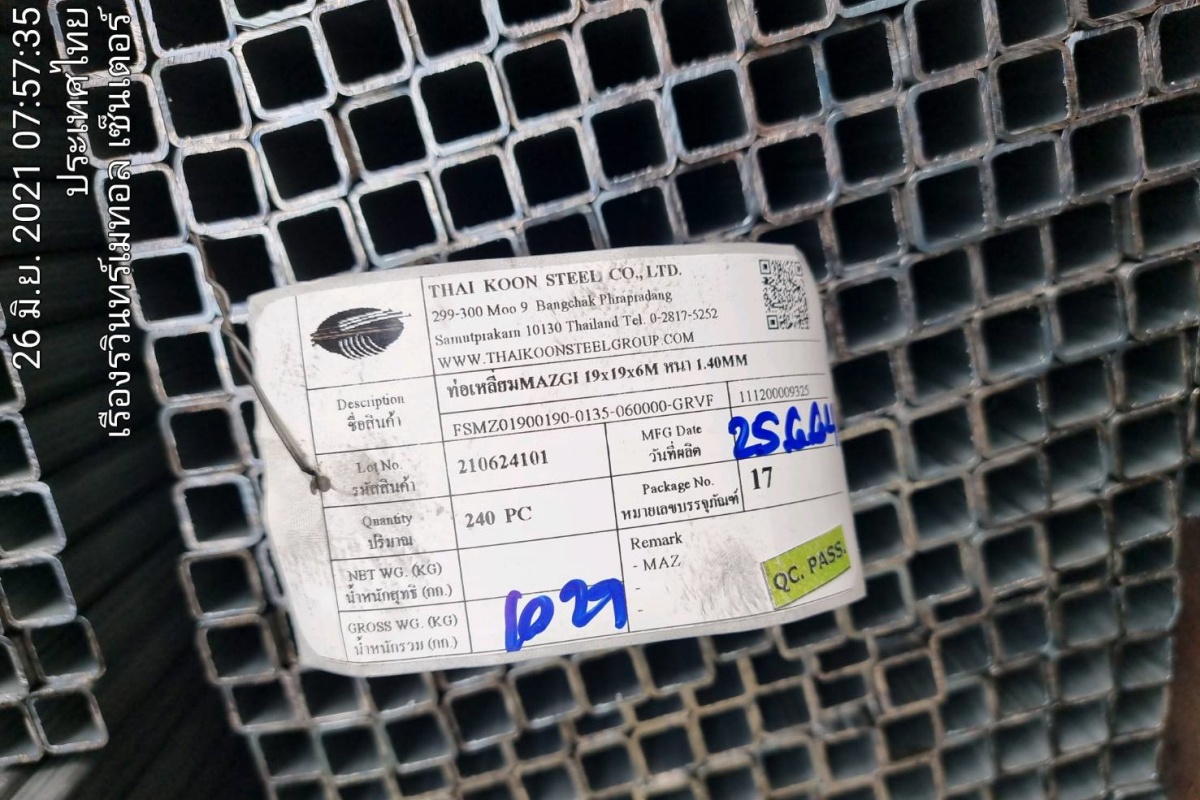 26 มิ.ย. 2021 07:57:35
ประเทศไทย
เรืองรวินทร์เมทอล เซ็นเตอร์
THAI KOON STEEL CO., LTD.
299-300 Moo 9 Bangchak Phrapradang
Samutprakarn 10130 Thailand Tel. 0-2817-5252
WWW.THAIKOONSTEELGROUP.COM
Description
ชื่อสินค้า
ท่อเหลี่ยมMAZGI 19x19x6M หนา 1.40MM
FSMZ01900190-0135-060000-GRVF
111200009325
Lot No.
รหัสสินค้า
210624101
MFG Date
วันที่ผลิต
Quantity
ปริมาณ
240 PC
Package No.
หมายเลขบรรจุภัณฑ์
17
NET WG. (KG)
น้ำหนักสุทธิ (กก.)
Remark
- MAZ
-
-
GROSS WG. (KG)
น้ำหนักรวม (กก.)
QC. PASS.